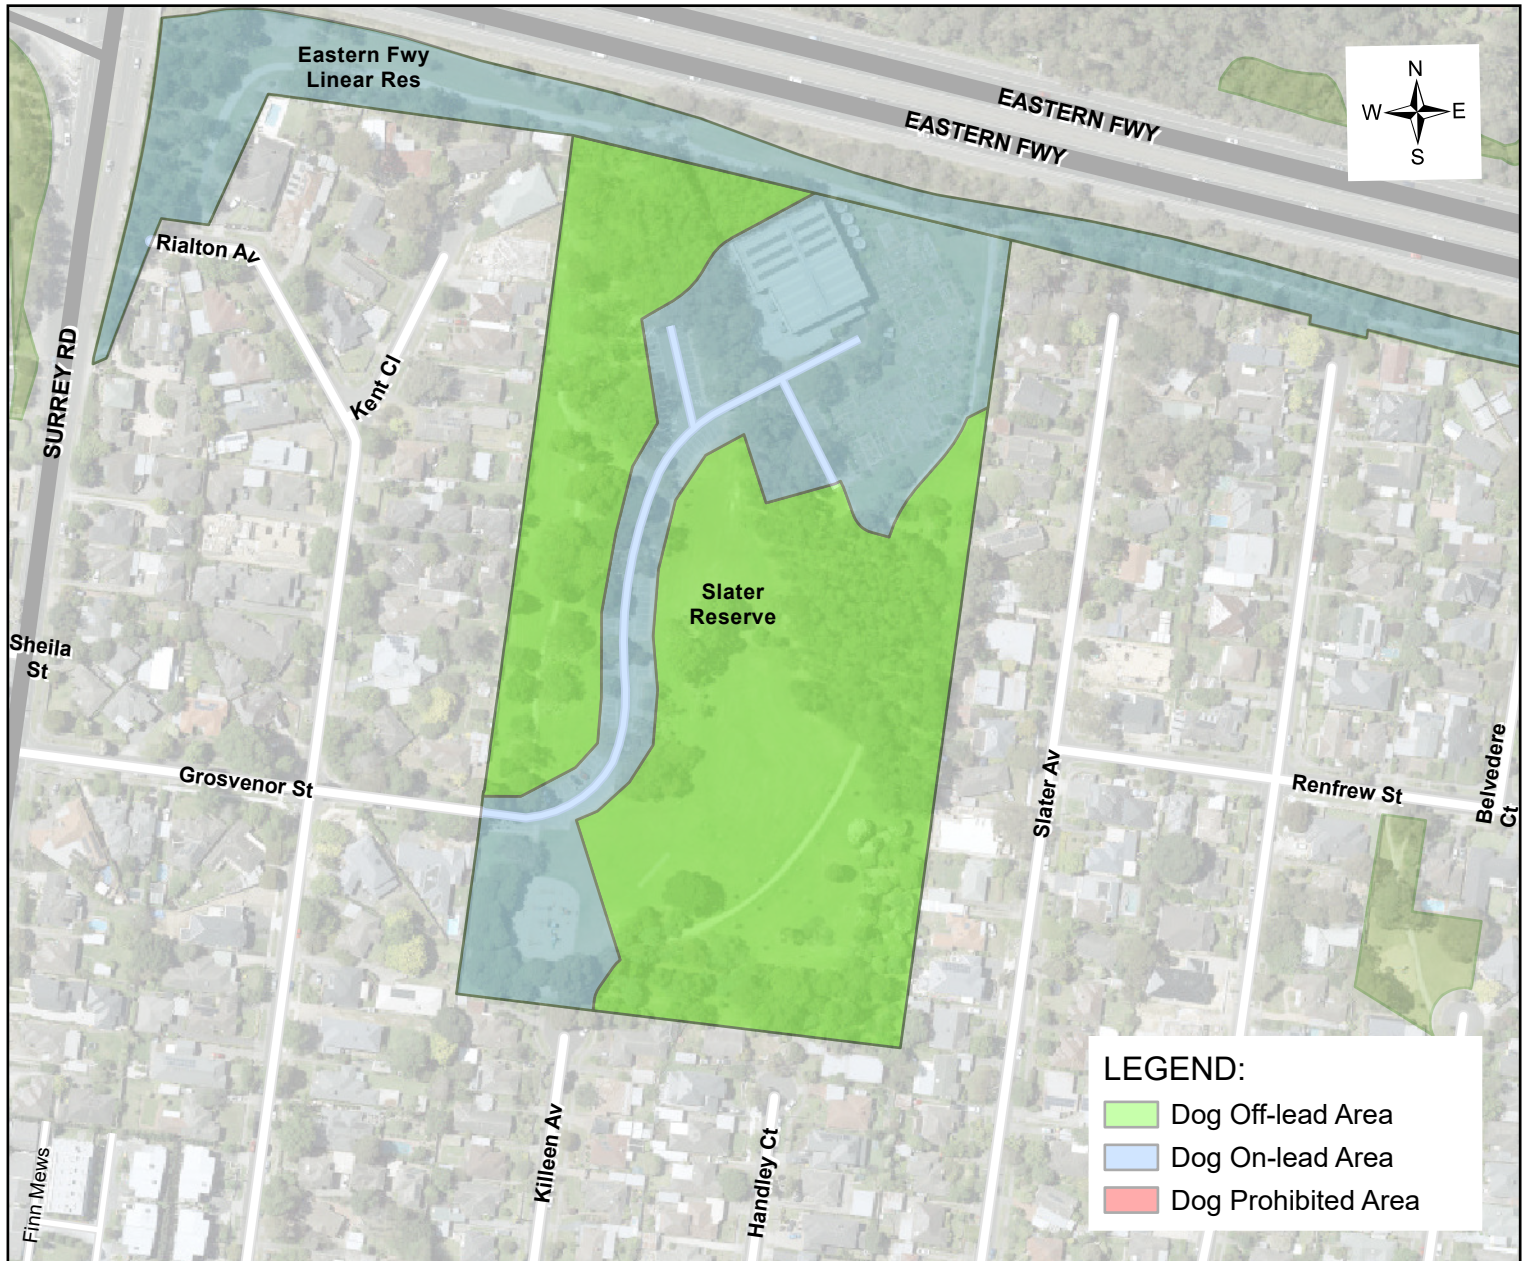 Eastern Fwy
Linear Res
EASTERN FWY
EASTERN FWY
N
W
E
S
Rialton Av
Kent Cl
SURREY RD
Slater
Reserve
Sheila
St
Grosvenor St
Slater Av
Renfrew St
Belvedere
Ct
Killeen Av
Handley Ct
Finn Mews
LEGEND:
Dog Off-lead Area
Dog On-lead Area
Dog Prohibited Area